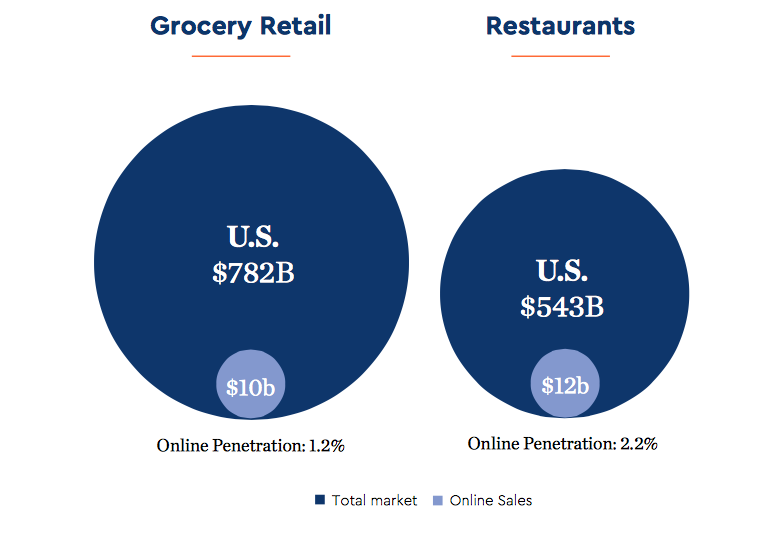 Grocery Retail
Restaurants
U.S.
$782B
$10b
Online Penetration: 1.2%
U.S.
$543B
$12b
Online Penetration: 2.2%
Total market
Online Sales